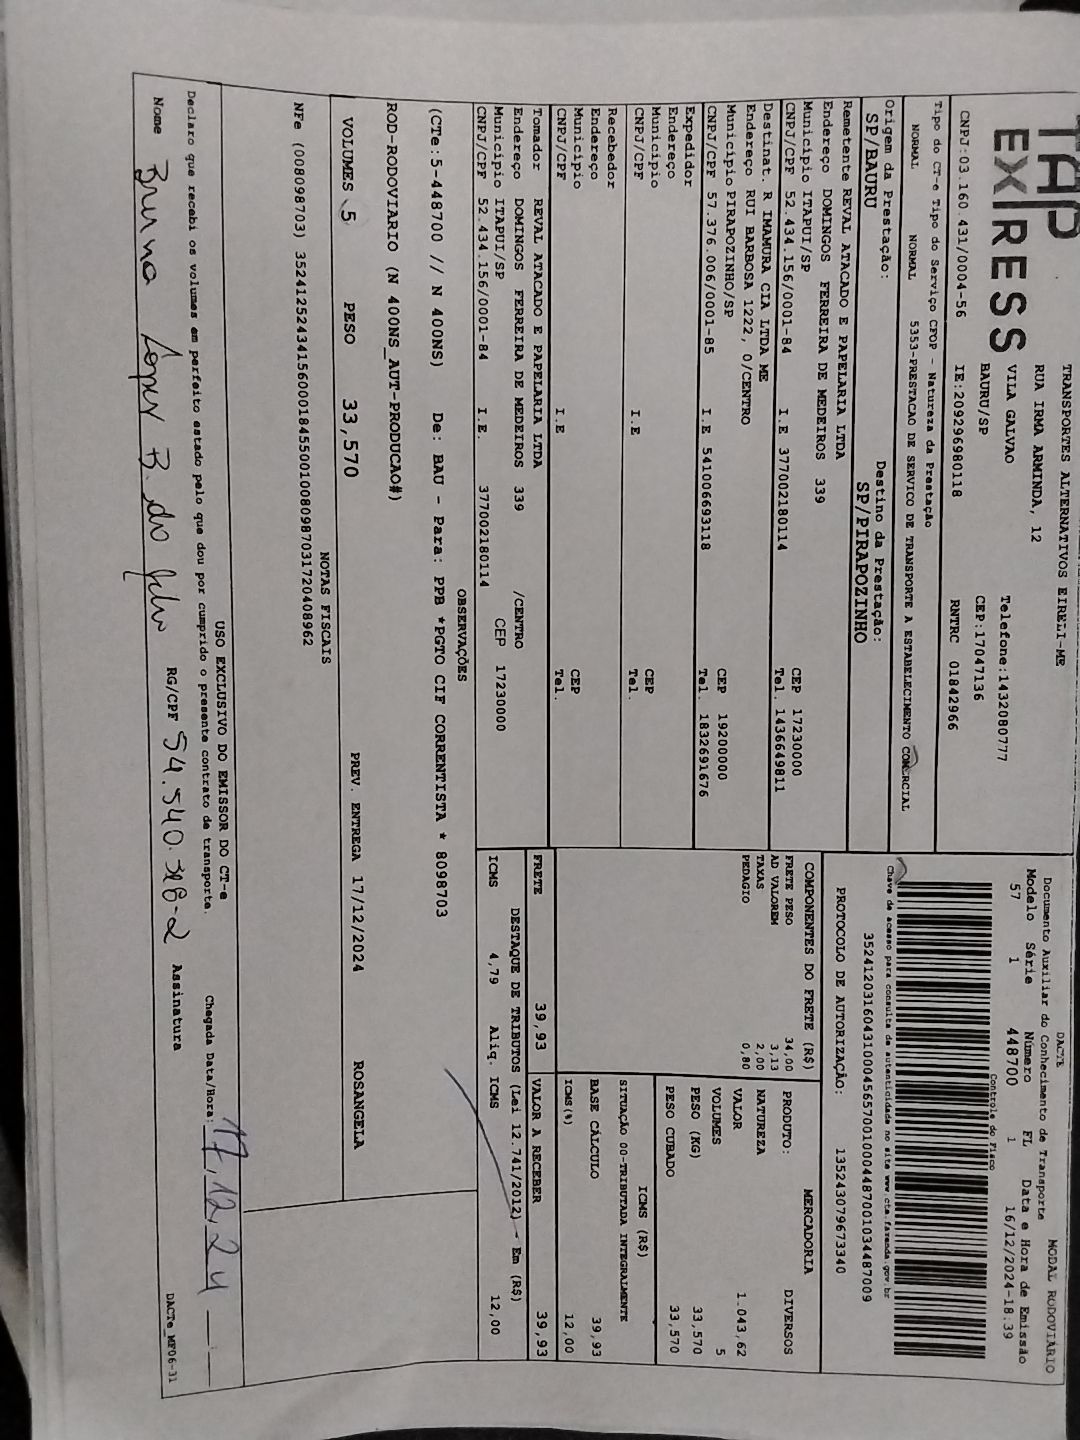 TAP
EXPRESS
TRANSPORTES ALTERNATIVOS EIRELI-ME
RUA IRMA ARMINDA, 12
VILA GALVAO
BAURU/SP
Telefone:1432080777
CEP:17047136
CNPJ:03.160.431/0004-56 IE:209296980118 RNTRC 01842966
Tipo do CT-e Tipo do Serviço CFOP - Natureza da Prestação
NORMAL NORMAL 5353-PRESTACAO DE SERVICO DE TRANSPORTE A ESTABELECIMENTO COMERCIAL
Origem da Prestação: Destino da Prestação:
SP/BAURU SP/PIRAPOZINHO
Remetente REVAL ATACADO E PAPELARIA LTDA
Endereço DOMINGOS FERREIRA DE MEDEIROS 339
Município ITAPUI/SP CEP 17230000
CNPJ/CPF 52.434.156/0001-84 I.E 377002180114 Tel. 1436649811
Destinat. R IMAMURA CIA LTDA ME
Endereço RUI BARBOSA 1222, 0/CENTRO
Município PIRAPOZINHO/SP CEP 19200000
CNPJ/CPF 57.376.006/0001-85 I.E 541006693118 Tel. 1832691676
Expedidor
Endereço
Município CEP
CNPJ/CPF I.E Tel.
Recebedor
Endereço
Município CEP
CNPJ/CPF I.E Tel.
Tomador REVAL ATACADO E PAPELARIA LTDA
Endereço DOMINGOS FERREIRA DE MEDEIROS 339 /CENTRO
Município ITAPUI/SP CEP 17230000
CNPJ/CPF 52.434.156/0001-84 I.E. 377002180114
DACTE MODAL RODOVIÁRIO
Documento Auxiliar do Conhecimento de Transporte
Modelo Série Número FL Data e Hora de Emissão
57 1 448700 1 16/12/2024-18:39
Controle do Fisco
Chave de acesso para consulta de autenticidade no site www.cte.fazenda.gov.br
35241203160431000456570010004487001034487009
PROTOCOLO DE AUTORIZAÇÃO: 135243079673340
COMPONENTES DO FRETE (R$)
FRETE PESO 34,00
AD VALOREM 3,13
TAXAS 2,00
PEDAGIO 0,80
MERCADORIA
PRODUTO: DIVERSOS
NATUREZA
VALOR 1.043,62
VOLUMES 5
PESO (KG) 33,570
PESO CUBADO 33,570
ICMS (R$)
SITUAÇÃO 00-TRIBUTADA INTEGRALMENTE
BASE CÁLCULO 39,93
ICMS(%) 12,00
FRETE 39,93 VALOR A RECEBER 39,93
DESTAQUE DE TRIBUTOS (Lei 12.741/2012) - Em (R$)
ICMS 4,79 Aliq. ICMS 12,00
OBSERVAÇÕES
(CTe:5-448700 // N 400NS) De: BAU - Para: PPB *PGTO CIF CORRENTISTA * 8098703
ROD-RODOVIARIO (N 400NS_AUT-PRODUCAO#)
VOLUMES 5 PESO 33,570 PREV. ENTREGA 17/12/2024 ROSANGELA
NOTAS FISCAIS
NFe (008098703) 35241252434156000184550010080987031720408962
USO EXCLUSIVO DO EMISSOR DO CT-e
Declaro que recebi os volumes em perfeito estado pelo que dou por cumprido o presente contrato de transporte. Chegada Data/Hora: 17.12.24
Nome Bruna Lopes B. da RG/CPF 54.540.318-2 Assinatura
DACTe_MF06-31